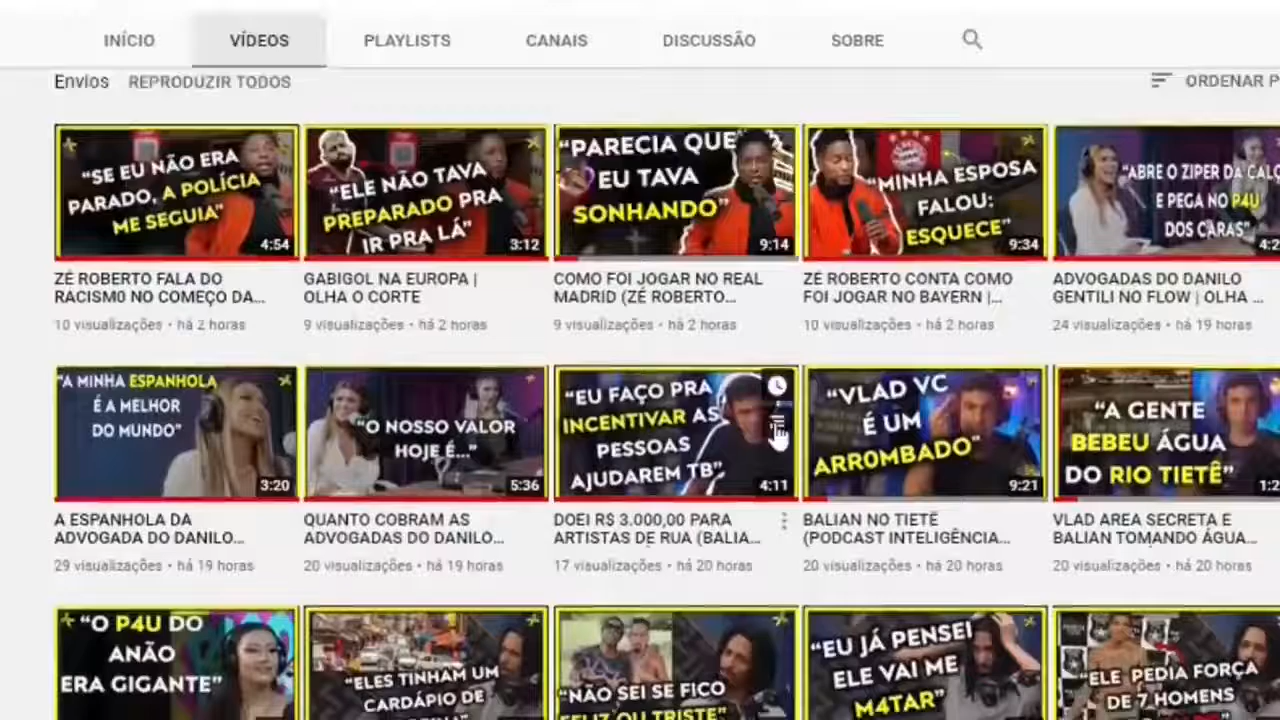 INÍCIO VÍDEOS PLAYLISTS CANAIS DISCUSSÃO SOBRE
Envios REPRODUZIR TODOS ORDENAR P
“SE EU NÃO ERA
PARADO, A POLÍCIA
ME SEGUIA”
4:54
“ELE NÃO TAVA
PREPARADO PRA
IR PRA LÁ”
3:12
“PARECIA QUE
EU TAVA
SONHANDO”
9:14
“MINHA ESPOSA
FALOU:
ESQUECE”
9:34
“ABRE O ZIPER DA CALÇ
E PEGA NO P4U
DOS CARAS”
4:2
ZÉ ROBERTO FALA DO
RACISM0 NO COMEÇO DA...
10 visualizações • há 2 horas
GABIGOL NA EUROPA |
OLHA O CORTE
9 visualizações • há 2 horas
COMO FOI JOGAR NO REAL
MADRID (ZÉ ROBERTO...
9 visualizações • há 2 horas
ZÉ ROBERTO CONTA COMO
FOI JOGAR NO BAYERN |...
10 visualizações • há 2 horas
ADVOGADAS DO DANILO
GENTILI NO FLOW | OLHA ...
24 visualizações • há 19 horas
“A MINHA ESPANHOLA
É A MELHOR
DO MUNDO”
3:20
“O NOSSO VALOR
HOJE É...”
5:36
“EU FAÇO PRA
INCENTIVAR AS
PESSOAS
AJUDAREM TB”
4:11
“VLAD VC
É UM
ARROMBADO”
9:21
“A GENTE
BEBEU ÁGUA
DO RIO TIETÊ”
1:2
A ESPANHOLA DA
ADVOGADA DO DANILO...
29 visualizações • há 19 horas
QUANTO COBRAM AS
ADVOGADAS DO DANILO...
20 visualizações • há 19 horas
DOEI R$ 3.000,00 PARA
ARTISTAS DE RUA (BALIA...
17 visualizações • há 20 horas
BALIAN NO TIETÊ
(PODCAST INTELIGÊNCIA...
20 visualizações • há 20 horas
VLAD AREA SECRETA E
BALIAN TOMANDO ÁGUA...
20 visualizações • há 20 horas
“O P4U DO
ANÃO
ERA GIGANTE”
“ELES TINHAM UM
CARDÁPIO DE
“NÃO SEI SE FICO
FELIZ OU TRISTE”
“EU JÁ PENSEI
ELE VAI ME
M4TAR”
“ELE PEDIA FORÇA
DE 7 HOMENS